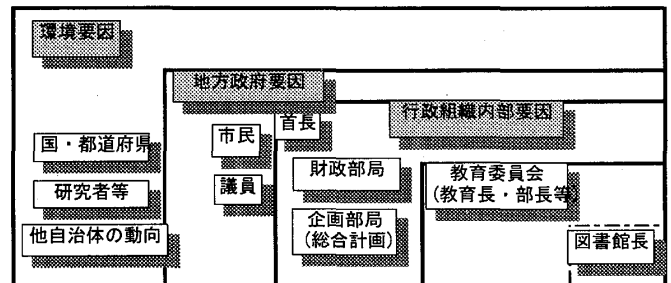 環境要因
地方政府要因
行政組織内部要因
首長
市民
国・都道府県
財政部局
教育委員会
(教育長・部長等)
研究者等
議員
企画部局
(総合計画)
他自治体の動向
図書館長